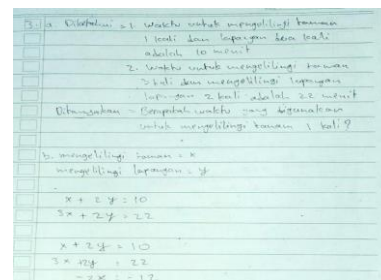 3. a. Diketahui = 1. waktu untuk mengelilingi taman
1 kali dan lapangan dua kali
adalah 10 menit
2. Waktu untuk mengelilingi taman
3 kali dan mengelilingi lapangan
lapangan 2 kali adalah 22 menit
Ditanyakan = Berapakah waktu yang digunakan
untuk mengelilingi taman 1 kali?
b. mengelilingi taman = x
mengelilingi lapangan = y
x + 2y = 10
3x + 2y = 22
x + 2y = 10
3x + 2y = 22
-2x = -12